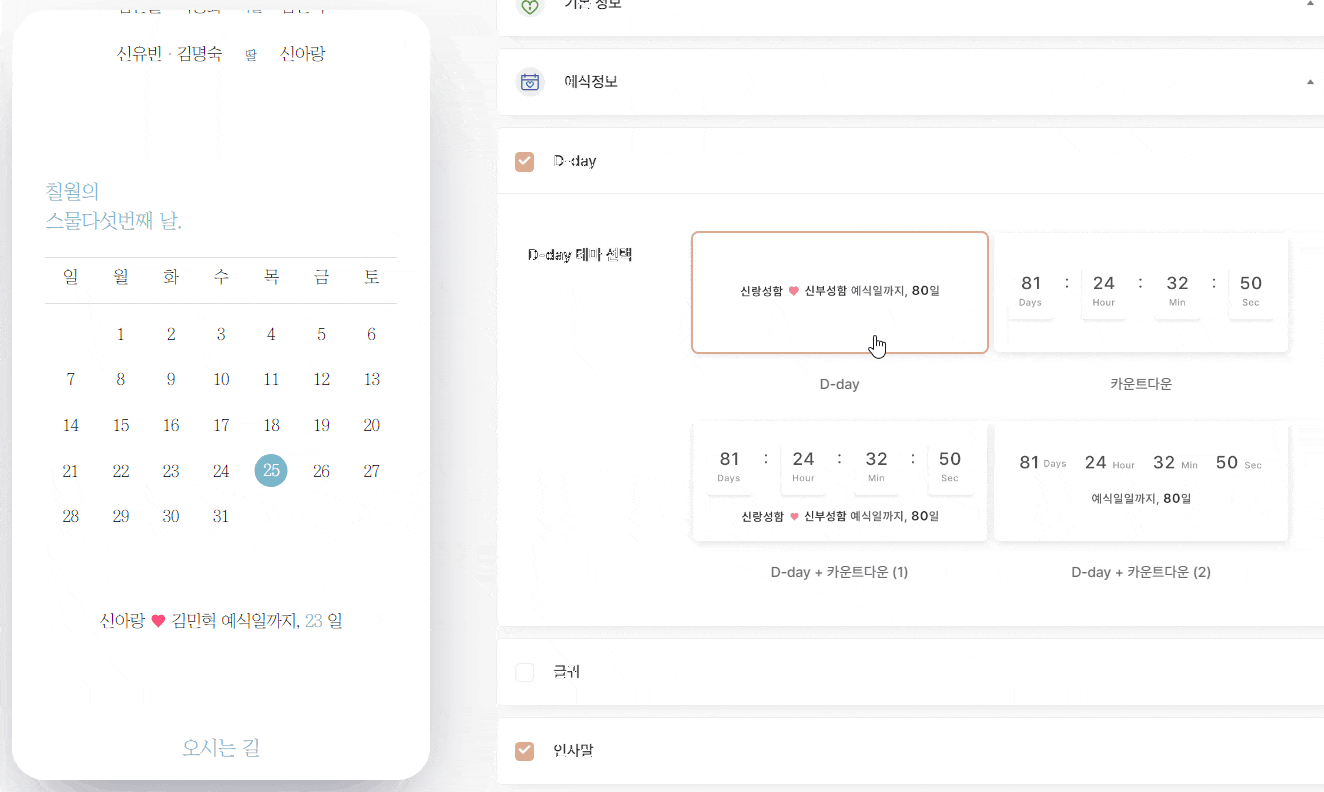 신유빈 · 김명숙 딸 신아랑
칠월의
스물다섯번째 날.
일 월 화 수 목 금 토
1 2 3 4 5 6
7 8 9 10 11 12 13
14 15 16 17 18 19 20
21 22 23 24 25 26 27
28 29 30 31
신아랑 ♥ 김민혁 예식일까지, 23 일
오시는 길
기본 정보
예식정보
D-day
D-day 테마 선택
신랑성함 ♥ 신부성함 예식일까지, 80일
D-day
81 : 24 : 32 : 50
Days Hour Min Sec
카운트다운
81 : 24 : 32 : 50
Days Hour Min Sec
신랑성함 ♥ 신부성함 예식일까지, 80일
D-day + 카운트다운 (1)
81 Days 24 Hour 32 Min 50 Sec
예식일일까지, 80일
D-day + 카운트다운 (2)
글귀
인사말